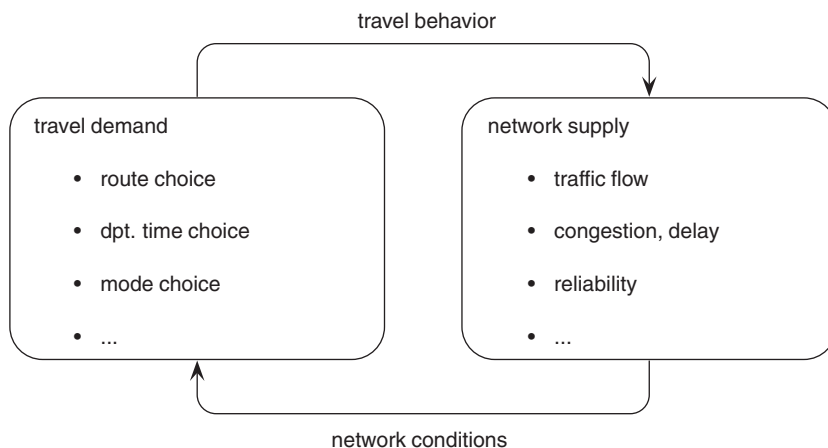 travel behavior
travel demand
• route choice
• dpt. time choice
• mode choice
• ...
network supply
• traffic flow
• congestion, delay
• reliability
• ...
network conditions